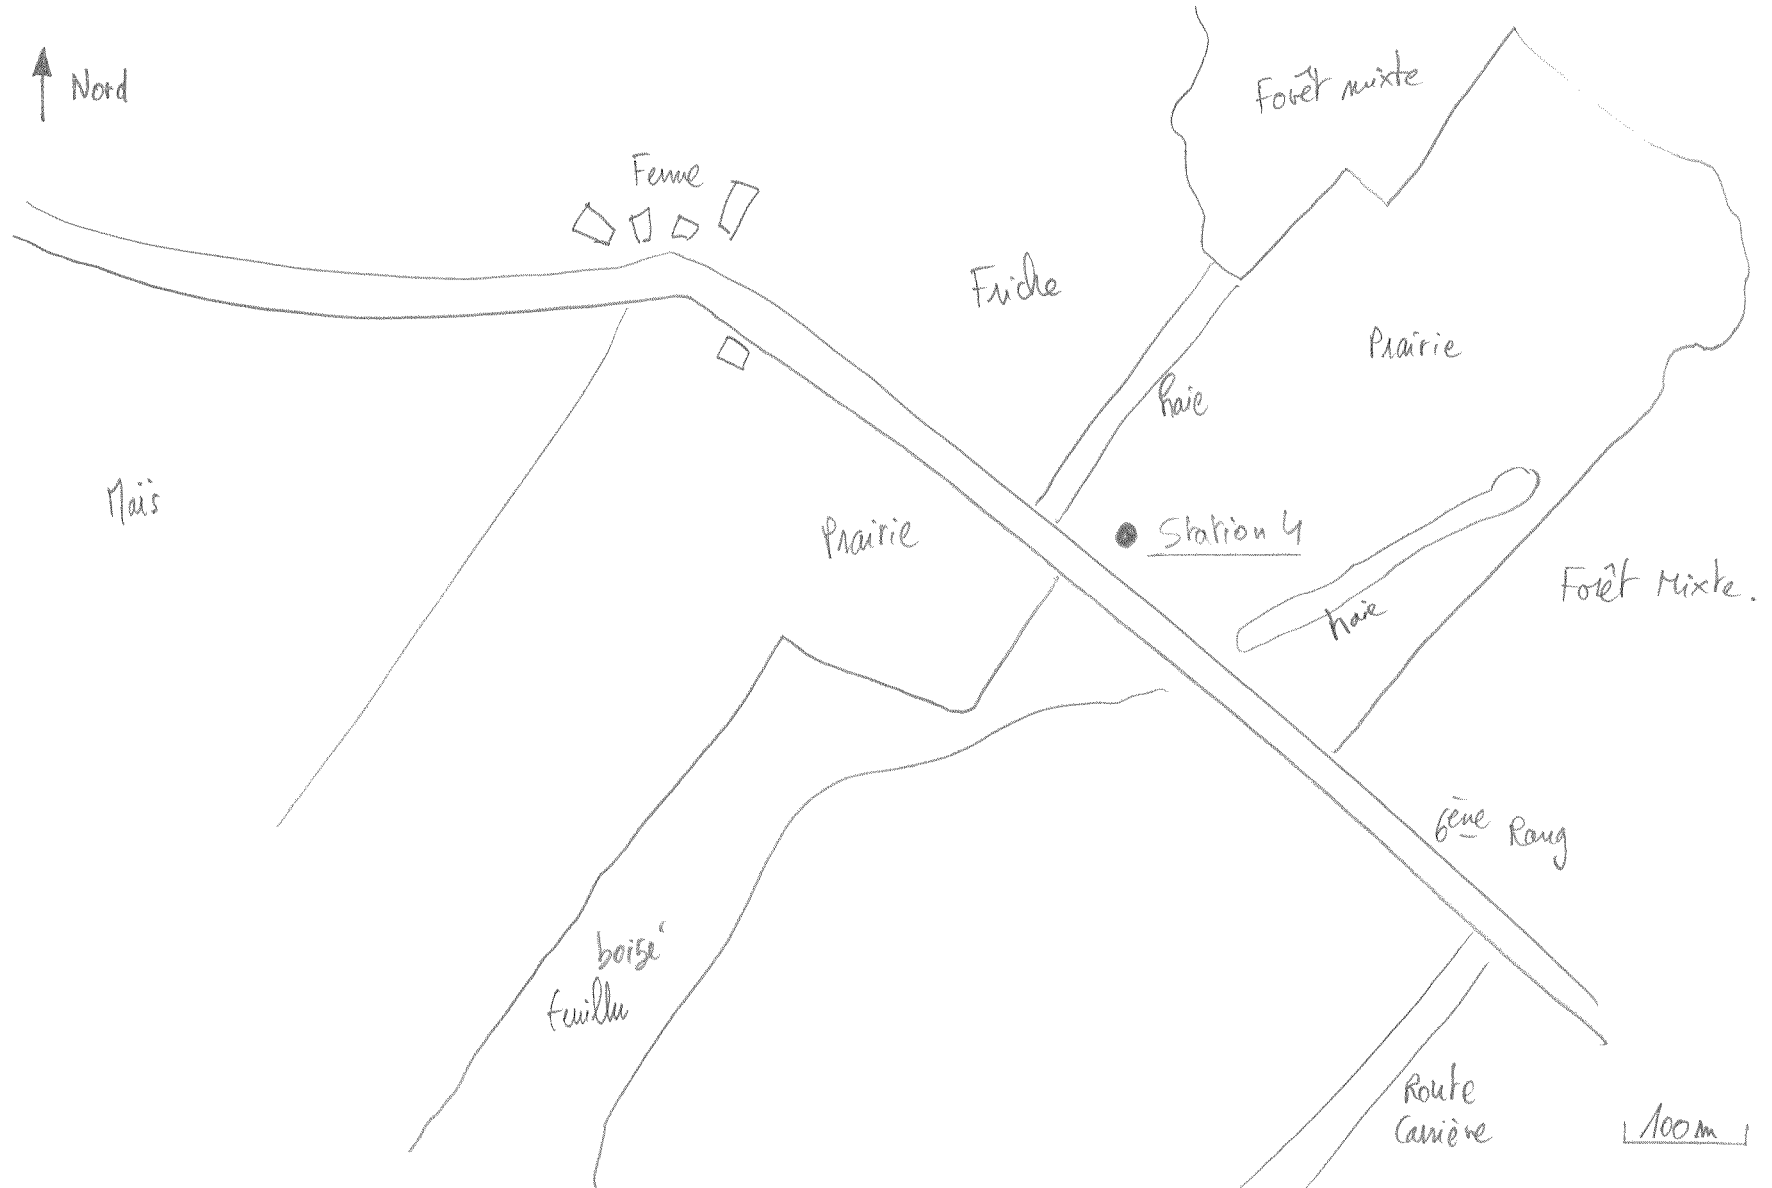 Nord
Forêt mixte
Ferme
Friche
Prairie
haie
Maïs
Prairie
Station 4
Forêt Mixte.
haie
6ème Rang
boisé
feuillu
Route
Carrière
100 m